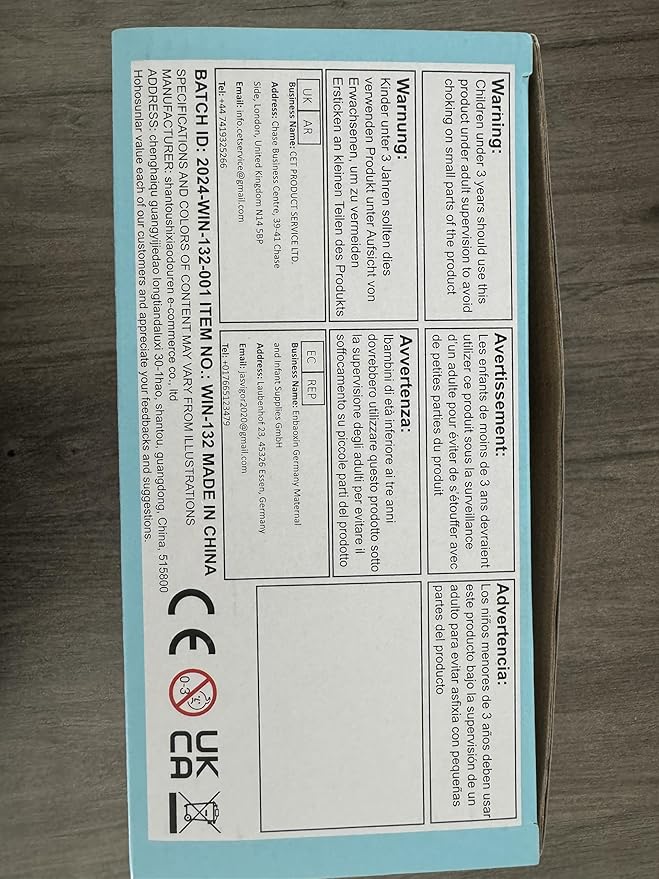 Warning:
Children under 3 years should use this
product under adult supervision to avoid
choking on small parts of the product
Avertissement:
Les enfants de moins de 3 ans devraient
utilizer ce produit sous la surveillance
d'un adulte pour éviter de s'étouffer avec
de petites parties du produit
Advertencia:
Los niños menores de 3 años deben usar
este producto bajo la supervisión de un
adulto para evitar asfixia con pequeñas
partes del producto
Warnung:
Kinder unter 3 Jahren sollten dies
verwenden Produkt unter Aufsicht von
Erwachsenen, um zu vermeiden
Ersticken an kleinen Teilen des Produkts
Avvertenza:
Ibambini di età inferiore ai tre anni
dovrebbero utilizzare questo prodotto sotto
la supervisione degli adulti per evitare il
soffocamento su piccole parti del prodotto
UK AR
Business Name: CET PRODUCT SERVICE LTD.
Address: Chase Business Centre, 39-41 Chase
Side, London, United Kingdom N14 5BP
Email: info.cetservice@gmail.com
Tel: +44 7419325266
EC REP
Business Name: Enbaoxin Germany Maternal
and Infant Supplies GmbH
Address: Laubenhof 23, 45326 Essen, Germany
Email: jasvigor2020@gmail.com
Tel: +017665123479
BATCH ID: 2024-WIN-132-001 ITEM NO.: WIN-132 MADE IN CHINA
SPECIFICATIONS AND COLORS OF CONTENT MAY VARY FROM ILLUSTRATIONS
MANUFACTURER: shantoushixiaodouren e-commerce co., ltd
ADDRESS: chenghaiqu guangyijiedao longtiandaluxi 30-1hao, shantou, guangdong, China, 515800
Hohosunlar value each of our customers and appreciate your feedbacks and suggestions.
CE
0-3
UK
CA